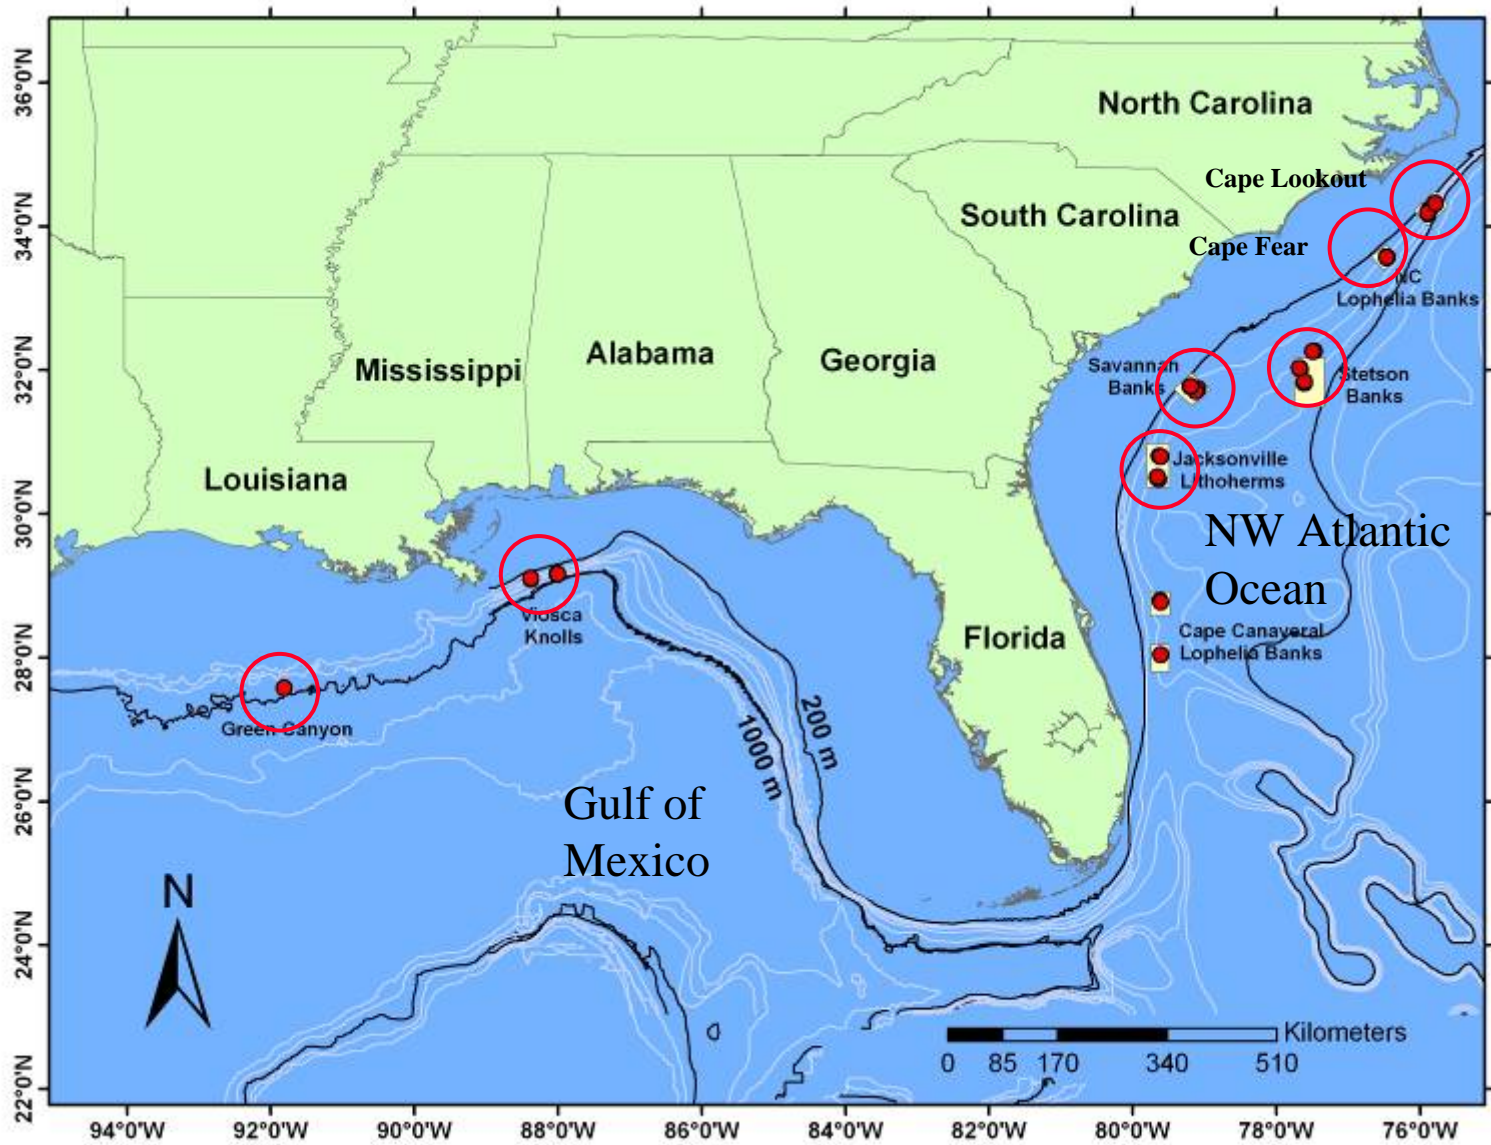 36°0'N
34°0'N
32°0'N
30°0'N
28°0'N
26°0'N
24°0'N
22°0'N
North Carolina
Cape Lookout
South Carolina
Cape Fear
NC
Lophelia Banks
Mississippi
Alabama
Georgia
Savannah
Banks
Stetson
Banks
Louisiana
Jacksonville
Lithoherms
NW Atlantic
Ocean
Viosca
Knolls
Florida
Cape Canaveral
Lophelia Banks
Green Canyon
200 m
1000 m
Gulf of
Mexico
N
Kilometers
0 85 170 340 510
94°0'W 92°0'W 90°0'W 88°0'W 86°0'W 84°0'W 82°0'W 80°0'W 78°0'W 76°0'W